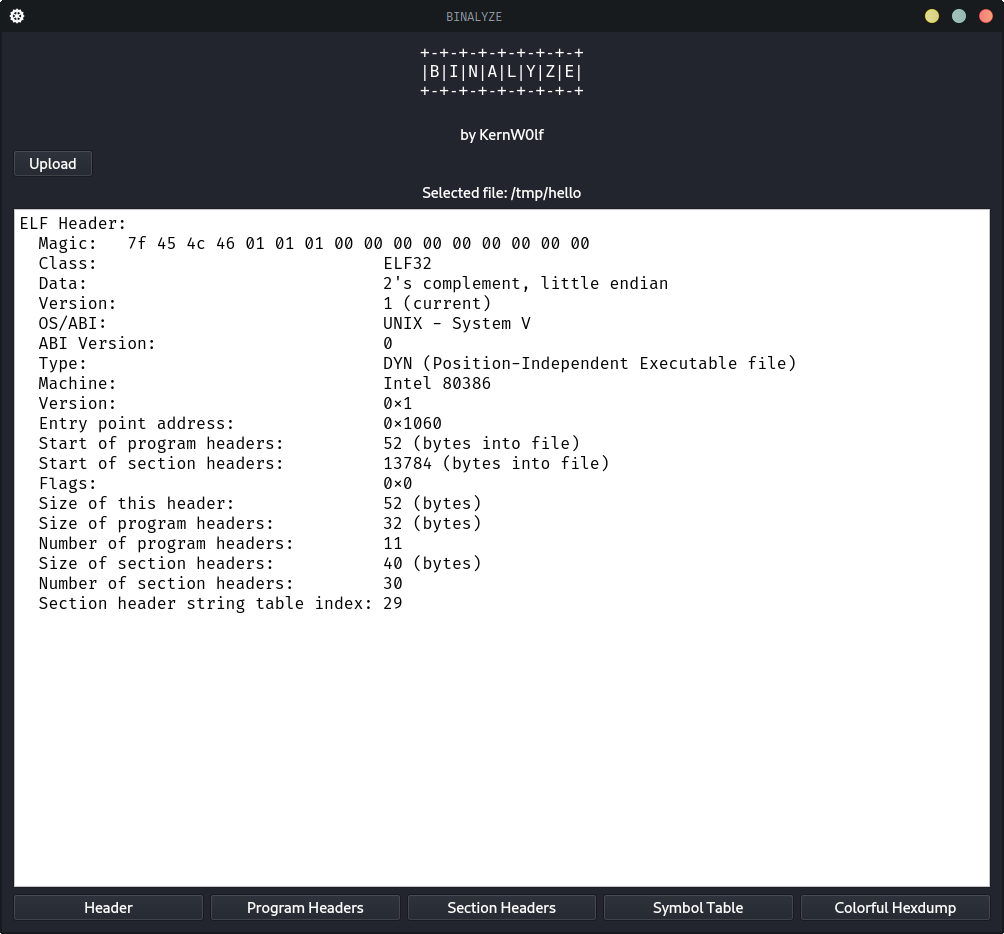 BINALYZE
+-+-+-+-+-+-+-+-+
|B|I|N|A|L|Y|Z|E|
+-+-+-+-+-+-+-+-+
by KernW0lf
Upload
Selected file: /tmp/hello
ELF Header:
  Magic:   7f 45 4c 46 01 01 01 00 00 00 00 00 00 00 00 00
  Class:                             ELF32
  Data:                              2's complement, little endian
  Version:                           1 (current)
  OS/ABI:                            UNIX - System V
  ABI Version:                       0
  Type:                              DYN (Position-Independent Executable file)
  Machine:                           Intel 80386
  Version:                           0x1
  Entry point address:               0x1060
  Start of program headers:          52 (bytes into file)
  Start of section headers:          13784 (bytes into file)
  Flags:                             0x0
  Size of this header:               52 (bytes)
  Size of program headers:           32 (bytes)
  Number of program headers:         11
  Size of section headers:           40 (bytes)
  Number of section headers:         30
  Section header string table index: 29
Header Program Headers Section Headers Symbol Table Colorful Hexdump